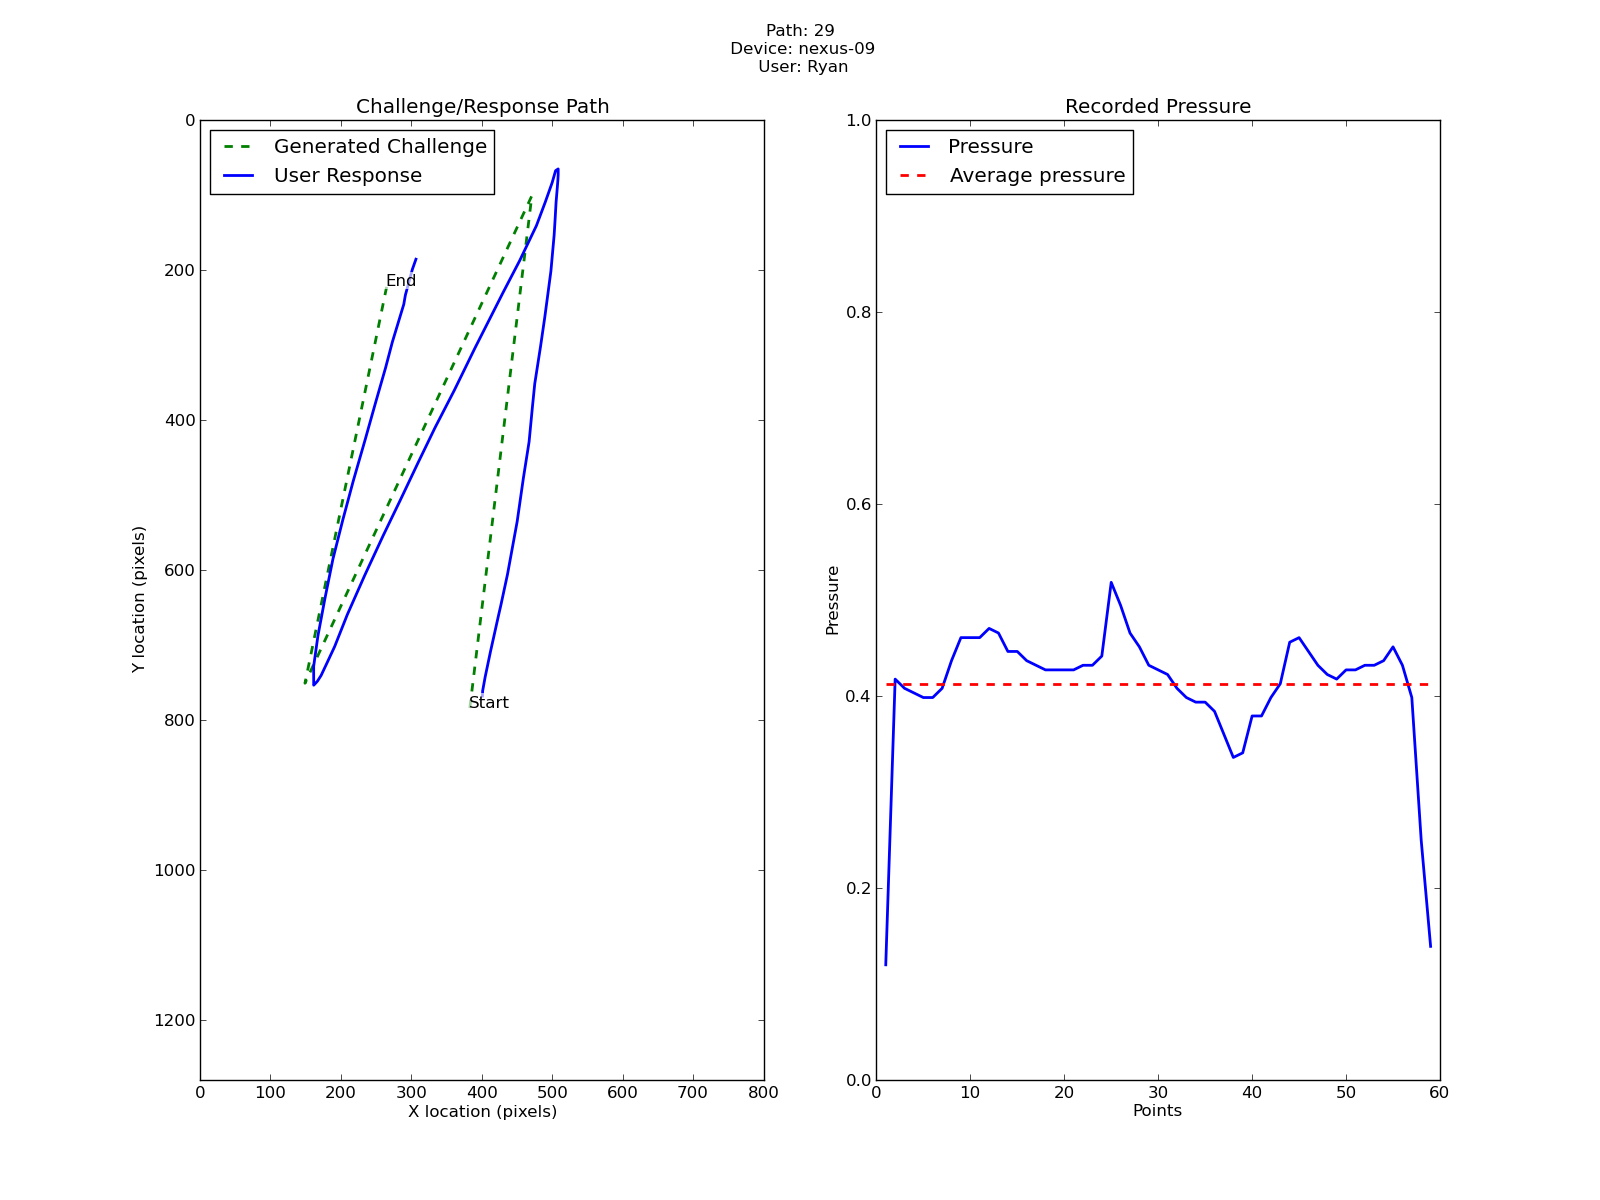 Path: 29
Device: nexus-09
User: Ryan
Challenge/Response Path
Generated Challenge
User Response
End
Start
0
200
400
600
800
1000
1200
Y location (pixels)
0 100 200 300 400 500 600 700 800
X location (pixels)
Recorded Pressure
Pressure
Average pressure
1.0
0.8
0.6
0.4
0.2
0.0
Pressure
0 10 20 30 40 50 60
Points